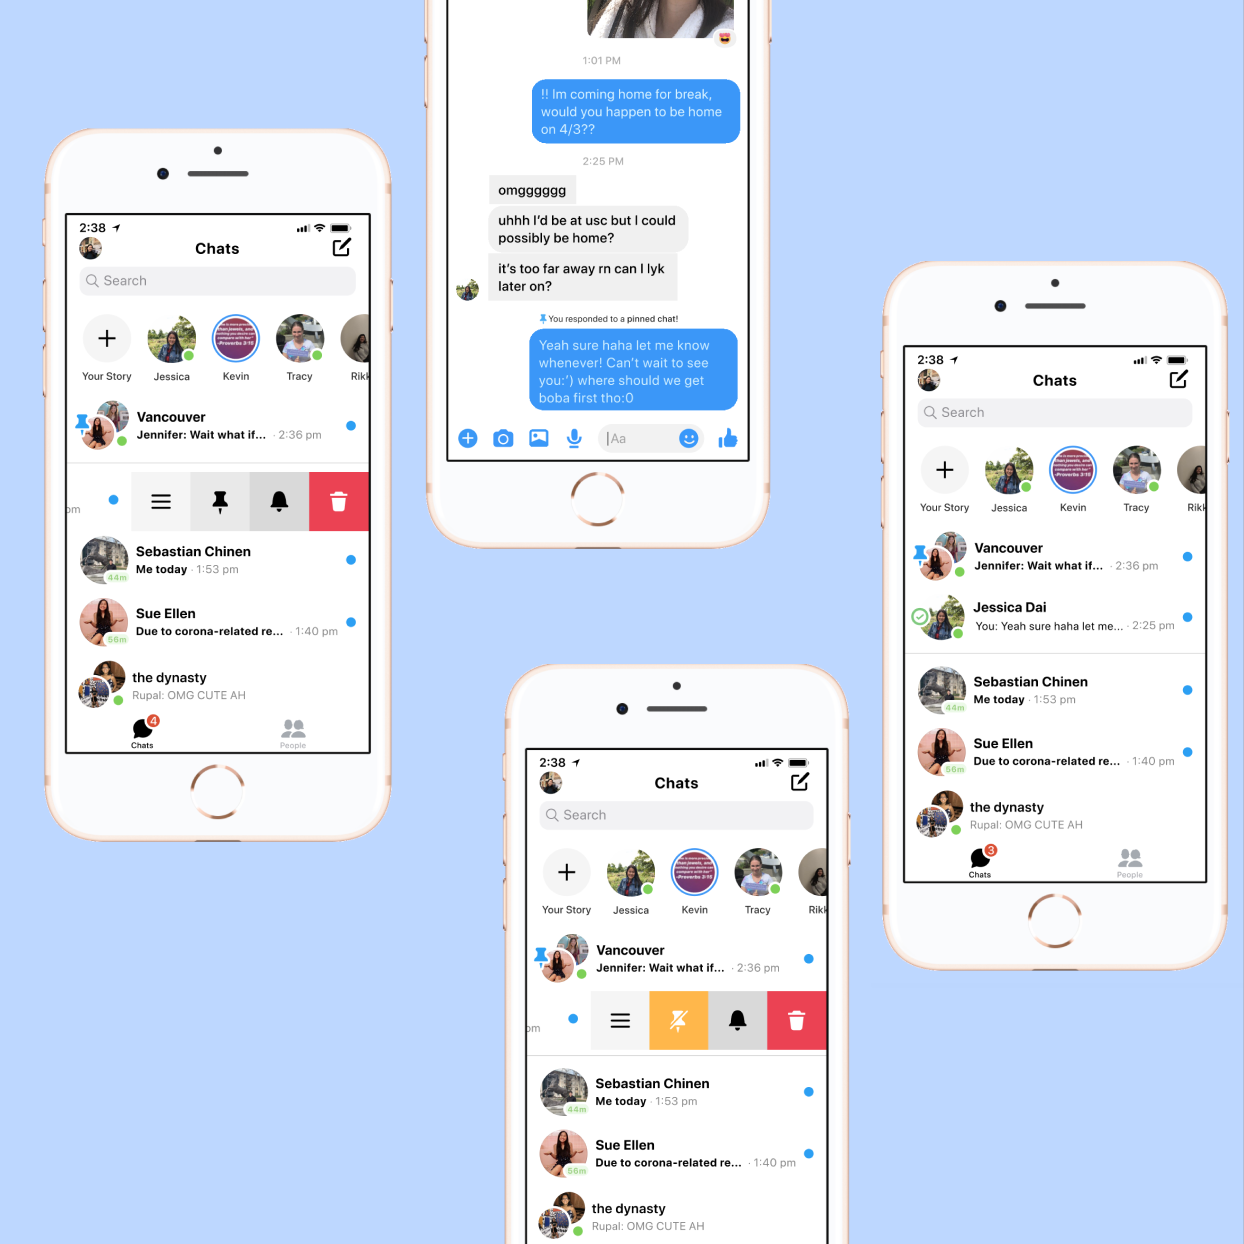 2:38
Chats
Search
Your Story
Jessica
Kevin
Tracy
Rikk
Vancouver
Jennifer: Wait what if... · 2:36 pm
om
Sebastian Chinen
Me today · 1:53 pm
44m
Sue Ellen
Due to corona-related re... · 1:40 pm
56m
the dynasty
Rupal: OMG CUTE AH
4
Chats
People
1:01 PM
!! Im coming home for break,
would you happen to be home
on 4/3??
2:25 PM
omgggggg
uhhh I'd be at usc but I could
possibly be home?
it's too far away rn can I lyk
later on?
You responded to a pinned chat!
Yeah sure haha let me know
whenever! Can't wait to see
you:') where should we get
boba first tho:0
Aa
2:38
Chats
Search
Your Story
Jessica
Kevin
Tracy
Rikk
Vancouver
Jennifer: Wait what if... · 2:36 pm
om
Sebastian Chinen
Me today · 1:53 pm
44m
Sue Ellen
Due to corona-related re... · 1:40 pm
56m
the dynasty
Rupal: OMG CUTE AH
2:38
Chats
Search
Your Story
Jessica
Kevin
Tracy
Rikk
Vancouver
Jennifer: Wait what if... · 2:36 pm
Jessica Dai
You: Yeah sure haha let me... · 2:25 pm
Sebastian Chinen
Me today · 1:53 pm
44m
Sue Ellen
Due to corona-related re... · 1:40 pm
56m
the dynasty
Rupal: OMG CUTE AH
3
Chats
People